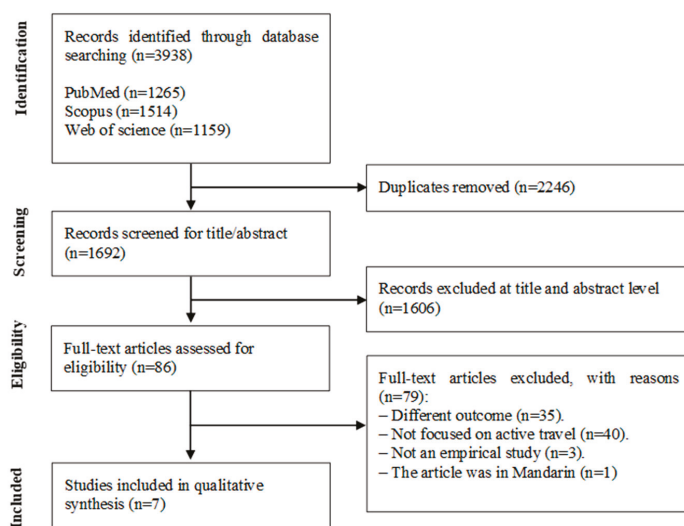 Identification
Records identified through database
searching (n=3938)
PubMed (n=1265)
Scopus (n=1514)
Web of science (n=1159)
Duplicates removed (n=2246)
Screening
Records screened for title/abstract
(n=1692)
Records excluded at title and abstract level
(n=1606)
Eligibility
Full-text articles assessed for
eligibility (n=86)
Full-text articles excluded, with reasons
(n=79):
– Different outcome (n=35).
– Not focused on active travel (n=40).
– Not an empirical study (n=3).
– The article was in Mandarin (n=1)
Included
Studies included in qualitative
synthesis (n=7)